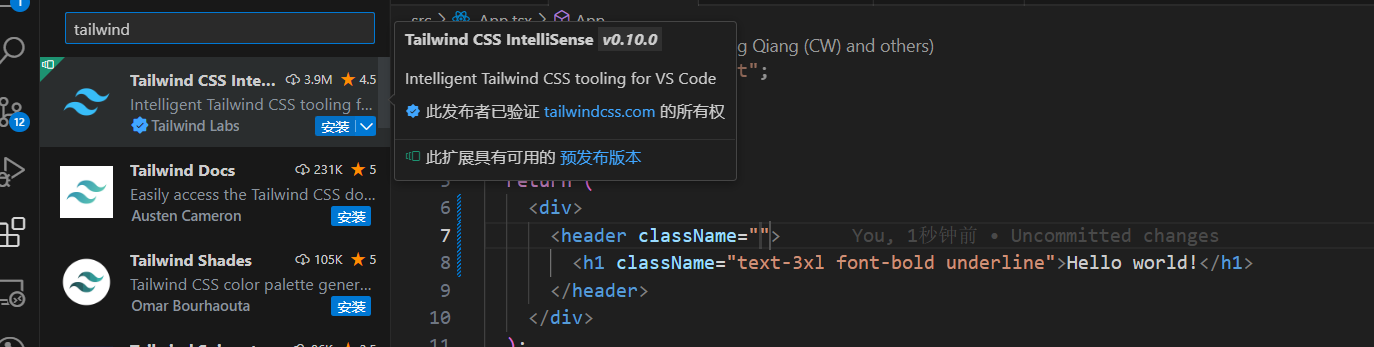 1
12
tailwind
Tailwind CSS Inte... 3.9M 4.5
Intelligent Tailwind CSS tooling f...
Tailwind Labs 安装
Tailwind Docs 231K 5
Easily access the Tailwind CSS do...
Austen Cameron 安装
Tailwind Shades 105K 5
Tailwind CSS color palette gener...
Omar Bourhaouta 安装
src > App.tsx > App
Tailwind CSS IntelliSense v0.10.0
Intelligent Tailwind CSS tooling for VS Code
此发布者已验证 tailwindcss.com 的所有权
此扩展具有可用的 预发布版本
g Qiang (CW) and others)
t";
5 return (
6 <div>
7 <header className=""> You, 1秒钟前 • Uncommitted changes
8 <h1 className="text-3xl font-bold underline">Hello world!</h1>
9 </header>
10 </div>
11 );